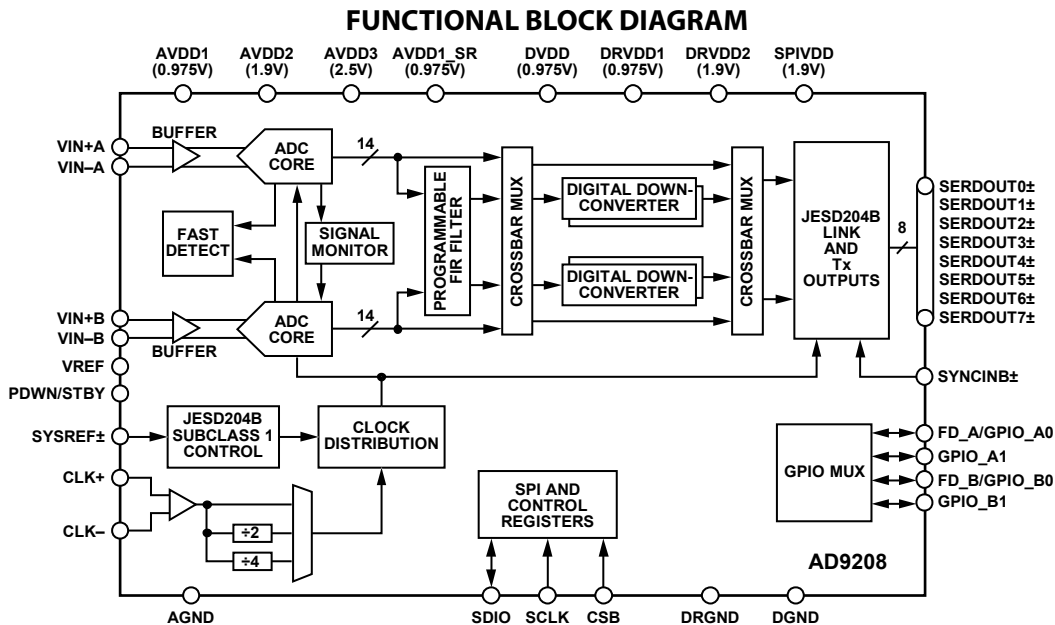 FUNCTIONAL BLOCK DIAGRAM
AVDD1
(0.975V)
AVDD2
(1.9V)
AVDD3
(2.5V)
AVDD1_SR
(0.975V)
DVDD
(0.975V)
DRVDD1
(0.975V)
DRVDD2
(1.9V)
SPIVDD
(1.9V)
BUFFER
VIN+A
VIN–A
ADC
CORE
14
FAST
DETECT
SIGNAL
MONITOR
PROGRAMMABLE
FIR FILTER
CROSSBAR MUX
DIGITAL DOWN-
CONVERTER
DIGITAL DOWN-
CONVERTER
CROSSBAR MUX
JESD204B
LINK
AND
Tx
OUTPUTS
8
SERDOUT0±
SERDOUT1±
SERDOUT2±
SERDOUT3±
SERDOUT4±
SERDOUT5±
SERDOUT6±
SERDOUT7±
VIN+B
VIN–B
BUFFER
ADC
CORE
14
VREF
PDWN/STBY
SYSREF±
JESD204B
SUBCLASS 1
CONTROL
CLOCK
DISTRIBUTION
SYNCINB±
CLK+
CLK–
÷2
÷4
SPI AND
CONTROL
REGISTERS
GPIO MUX
FD_A/GPIO_A0
GPIO_A1
FD_B/GPIO_B0
GPIO_B1
AD9208
AGND
SDIO
SCLK
CSB
DRGND
DGND